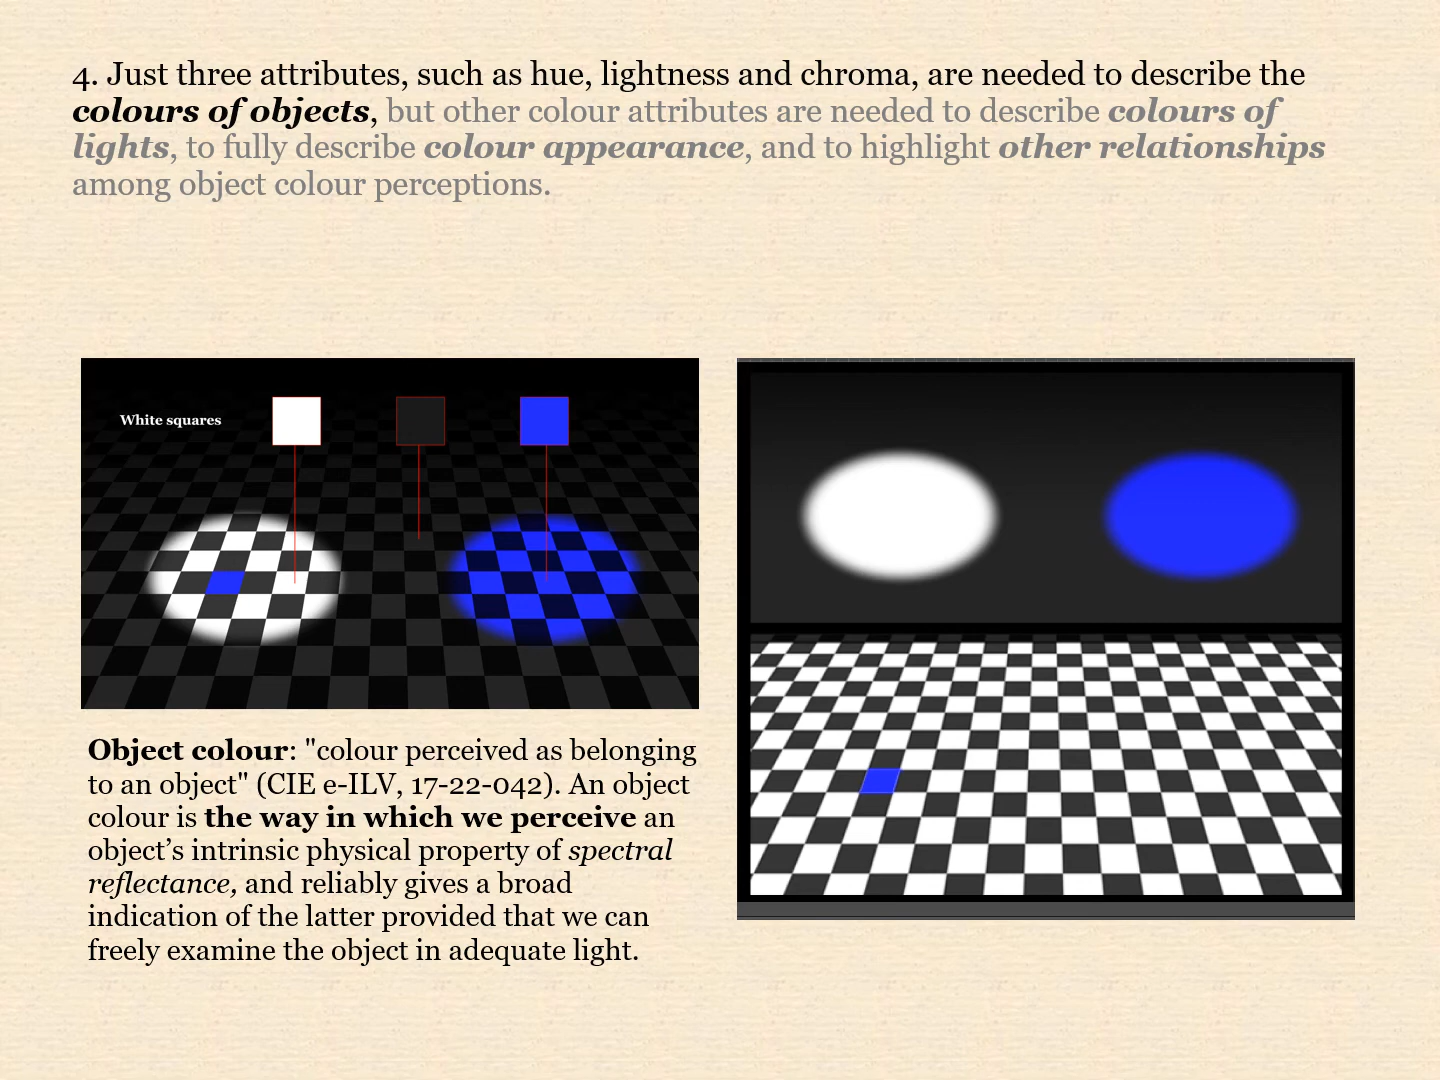 4. Just three attributes, such as hue, lightness and chroma, are needed to describe the
colours of objects, but other colour attributes are needed to describe colours of
lights, to fully describe colour appearance, and to highlight other relationships
among object colour perceptions.
White squares
Object colour: "colour perceived as belonging
to an object" (CIE e-ILV, 17-22-042). An object
colour is the way in which we perceive an
object’s intrinsic physical property of spectral
reflectance, and reliably gives a broad
indication of the latter provided that we can
freely examine the object in adequate light.